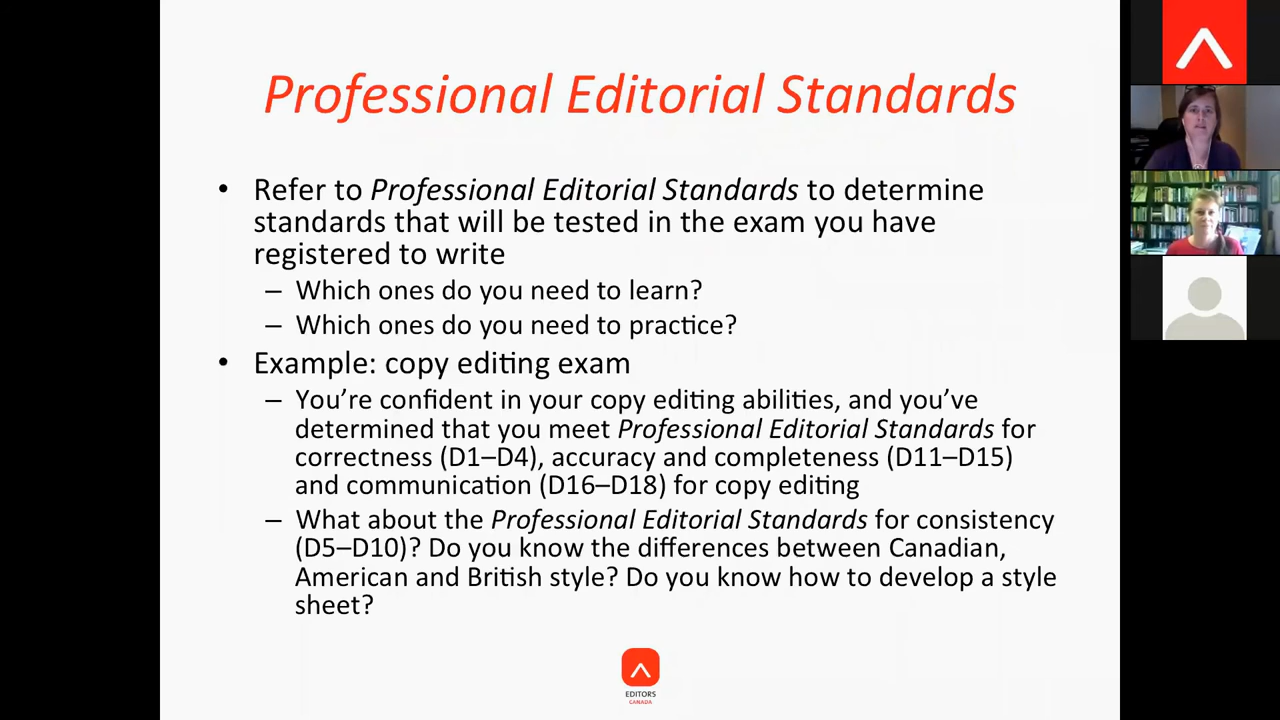 Professional Editorial Standards
• Refer to Professional Editorial Standards to determine
standards that will be tested in the exam you have
registered to write
– Which ones do you need to learn?
– Which ones do you need to practice?
• Example: copy editing exam
– You’re confident in your copy editing abilities, and you’ve
determined that you meet Professional Editorial Standards for
correctness (D1–D4), accuracy and completeness (D11–D15)
and communication (D16–D18) for copy editing
– What about the Professional Editorial Standards for consistency
(D5–D10)? Do you know the differences between Canadian,
American and British style? Do you know how to develop a style
sheet?
EDITORS
CANADA